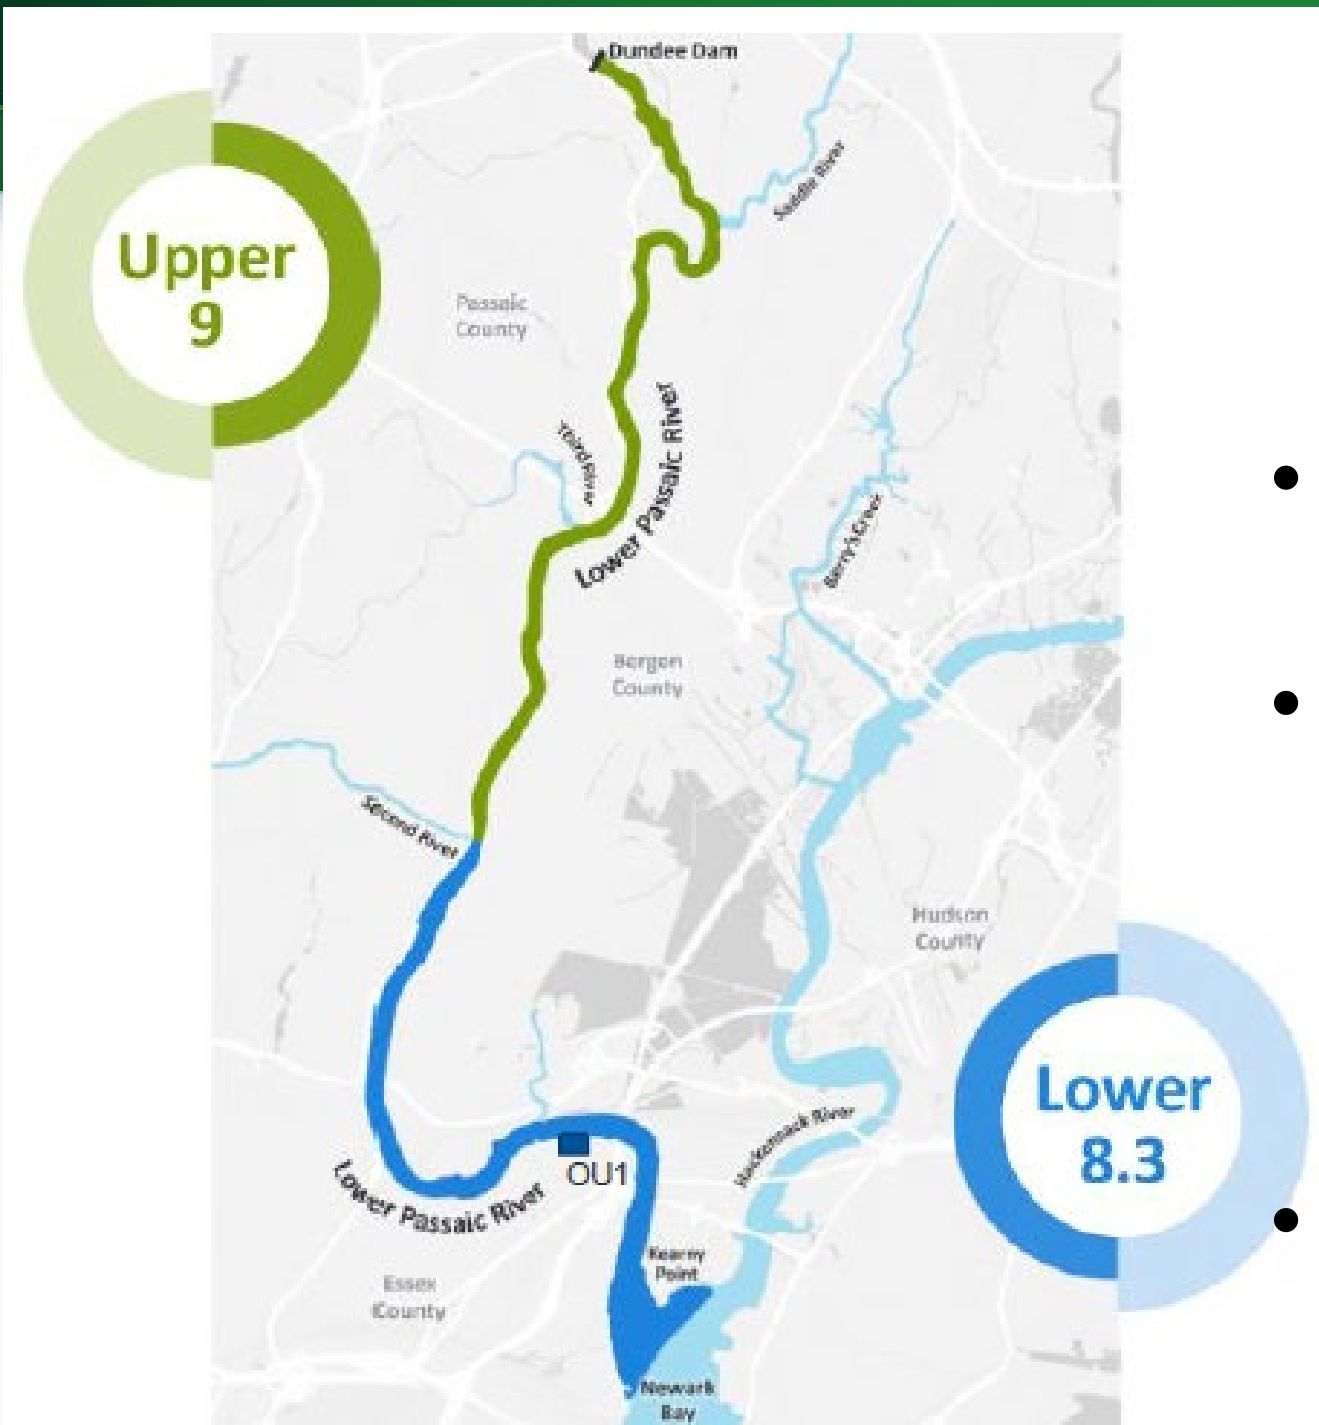 Dundee Dam
Saddle River
Upper
9
Passaic
County
Third River
Lower Passaic River
Berry's Creek
Bergen
County
Second River
Hudson
County
Lower
8.3
Hackensack River
OU1
Lower Passaic River
Kearny
Point
Essex
County
Newark
Bay